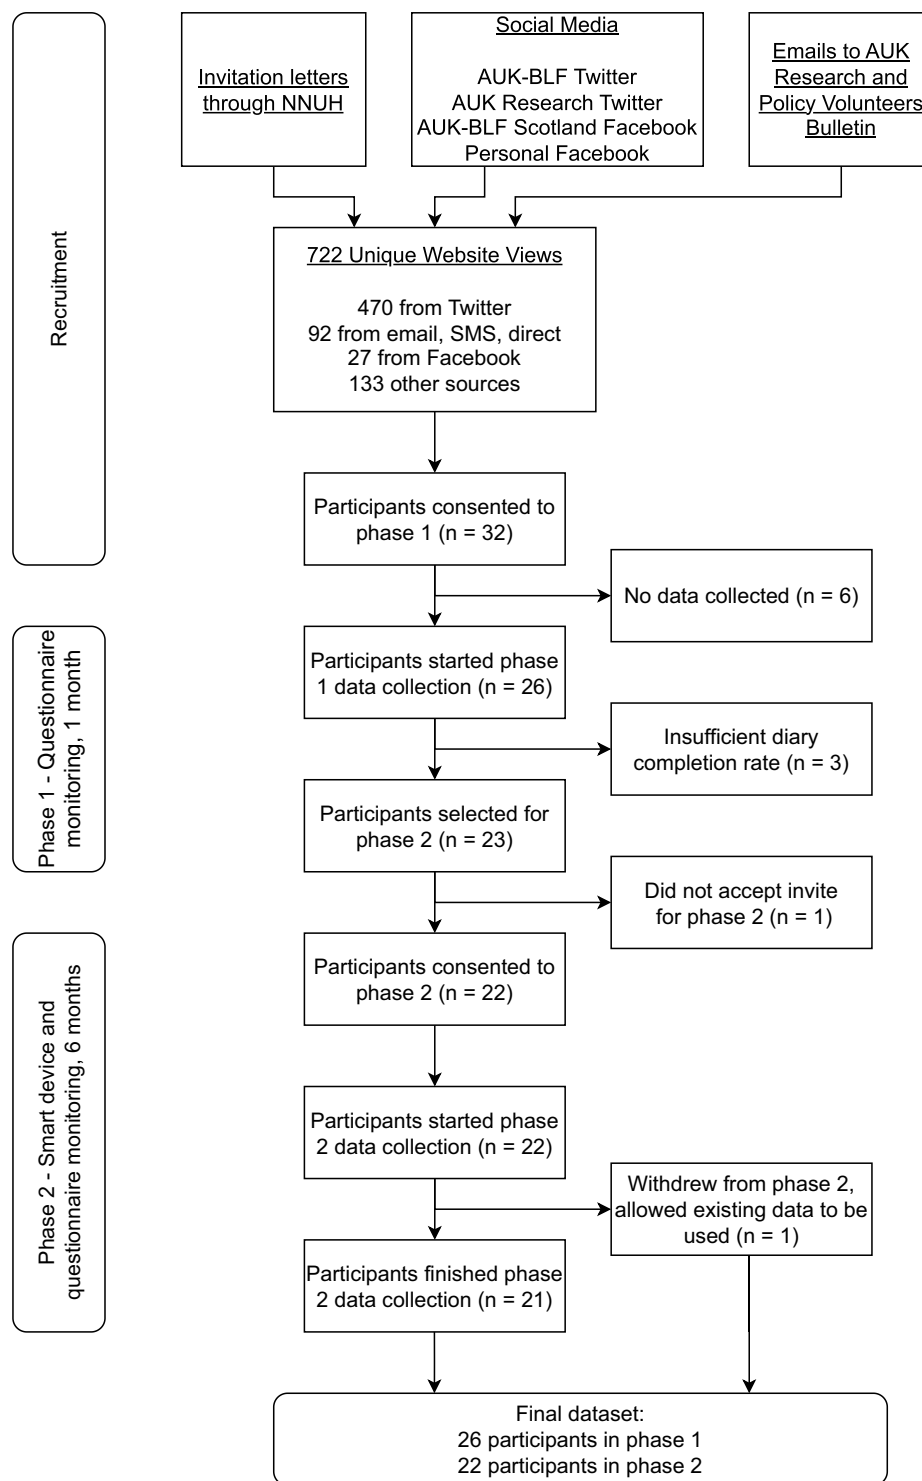 Recruitment
Invitation letters
through NNUH
Social Media
AUK-BLF Twitter
AUK Research Twitter
AUK-BLF Scotland Facebook
Personal Facebook
Emails to AUK
Research and
Policy Volunteers
Bulletin
722 Unique Website Views
470 from Twitter
92 from email, SMS, direct
27 from Facebook
133 other sources
Participants consented to
phase 1 (n = 32)
No data collected (n = 6)
Phase 1 - Questionnaire
monitoring, 1 month
Participants started phase
1 data collection (n = 26)
Insufficient diary
completion rate (n = 3)
Participants selected for
phase 2 (n = 23)
Did not accept invite
for phase 2 (n = 1)
Phase 2 - Smart device and
questionnaire monitoring, 6 months
Participants consented to
phase 2 (n = 22)
Participants started phase
2 data collection (n = 22)
Withdrew from phase 2,
allowed existing data to be
used (n = 1)
Participants finished phase
2 data collection (n = 21)
Final dataset:
26 participants in phase 1
22 participants in phase 2